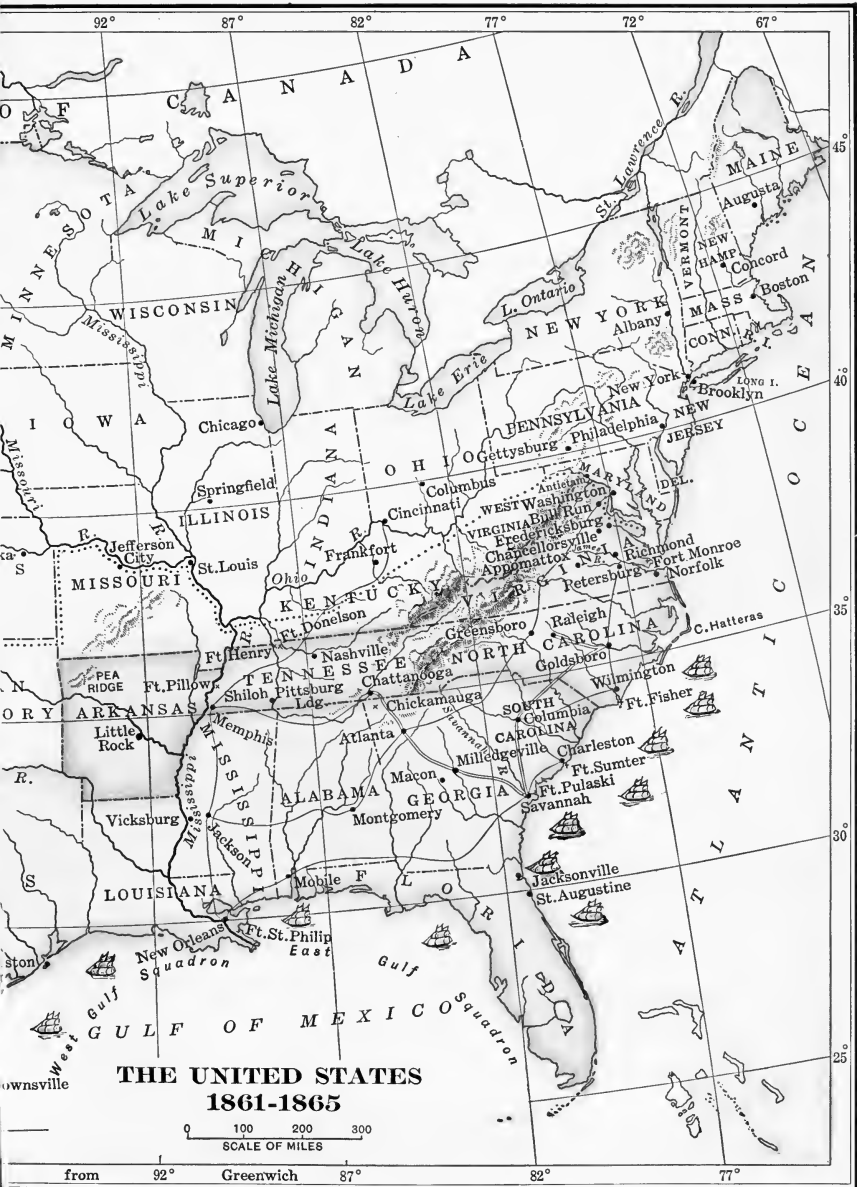 92°
87°
82°
77°
72°
67°
O F
C A N A D A
St. Lawrence R.
45°
MAINE
Augusta
MINNESOTA
Lake Superior
MICHIGAN
Lake Huron
Lake Michigan
VERMONT
NEW
HAMP.
Concord
Boston
MASS
CONN.
R. I.
WISCONSIN
L. Ontario
NEW YORK
Albany
Mississippi
Lake Erie
New York
Brooklyn
LONG I.
40°
IOWA
Chicago
PENNSYLVANIA
NEW
JERSEY
Philadelphia
Gettysburg
OHIO
Missouri
INDIANA
Springfield
ILLINOIS
Columbus
Cincinnati
MARYLAND
DEL.
Antietam
WEST
Washington
VIRGINIA
Bull Run
Fredericksburg
Chancellorsville
Appomattox
James R.
Richmond
Fort Monroe
Petersburg
Norfolk
VIRGINIA
R.
R.
R.
ka
S
Jefferson
City
MISSOURI
St.Louis
Ohio
Frankfort
KENTUCKY
35°
C.Hatteras
R.
Ft.Donelson
Ft Henry
Nashville
TENNESSEE
Greensboro
Raleigh
NORTH CAROLINA
Goldsboro
PEA
RIDGE
Ft.Pillow
Shiloh
Pittsburg
Ldg.
Chattanooga
Chickamauga
Wilmington
Ft.Fisher
N
ORY
ARKANSAS
Little
Rock
Memphis
Atlanta
Savannah R.
SOUTH
Columbia
CAROLINA
Milledgeville
Charleston
Ft.Sumter
R.
MISSISSIPPI
Mississippi
ALABAMA
Macon
GEORGIA
Ft.Pulaski
Savannah
Vicksburg
Jackson
Montgomery
30°
S
LOUISIANA
Mobile
FLORIDA
Jacksonville
St.Augustine
ATLANTIC OCEAN
ston
New Orleans
Ft.St.Philip
West Gulf Squadron
East Gulf Squadron
GULF OF MEXICO
25°
ownsville
THE UNITED STATES
1861-1865
0 100 200 300
SCALE OF MILES
from 92° Greenwich 87° 82° 77°